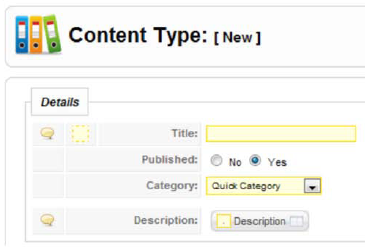 Content Type: [ New ]
Details
Title:
Published: No Yes
Category: Quick Category
Description: Description